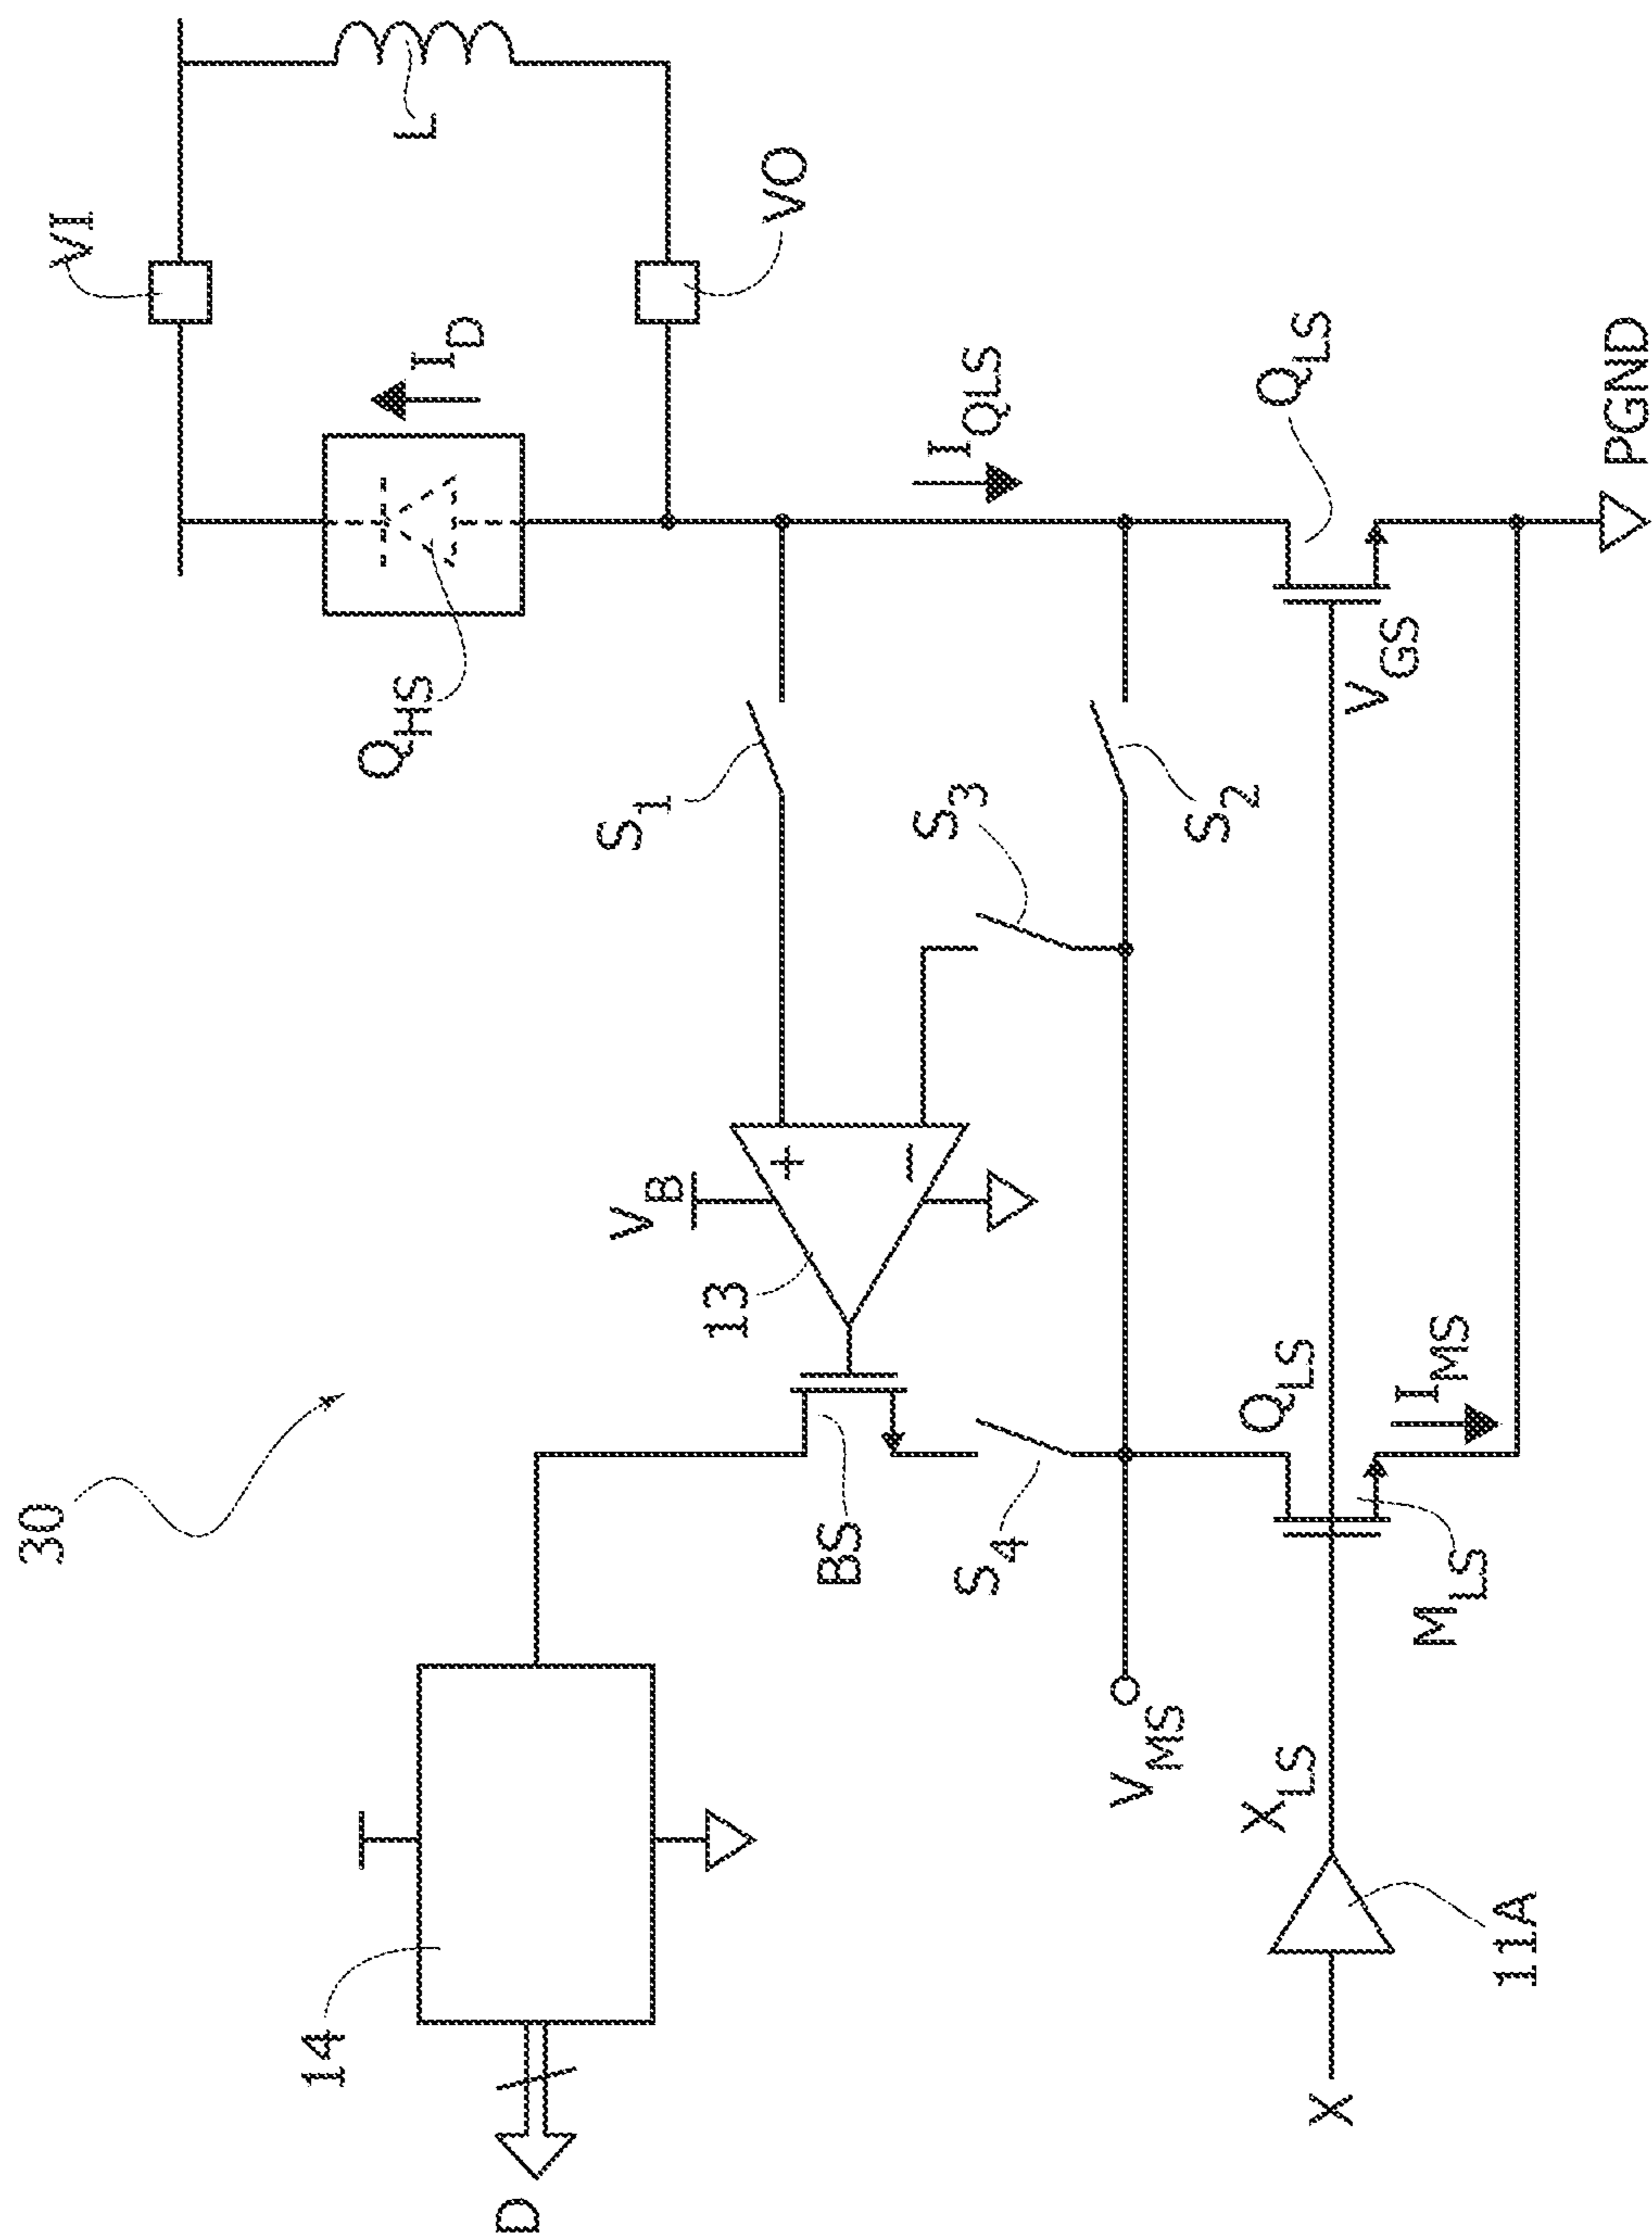 30
VI
L
I_D
VO
Q_HS
S_1
V_B
13
14
D
BS
S_3
I_QLS
S_4
S_2
V_MS
Q_LS
Q_LS
X_LS
V_GS
I_MS
M_LS
X
11A
PGND